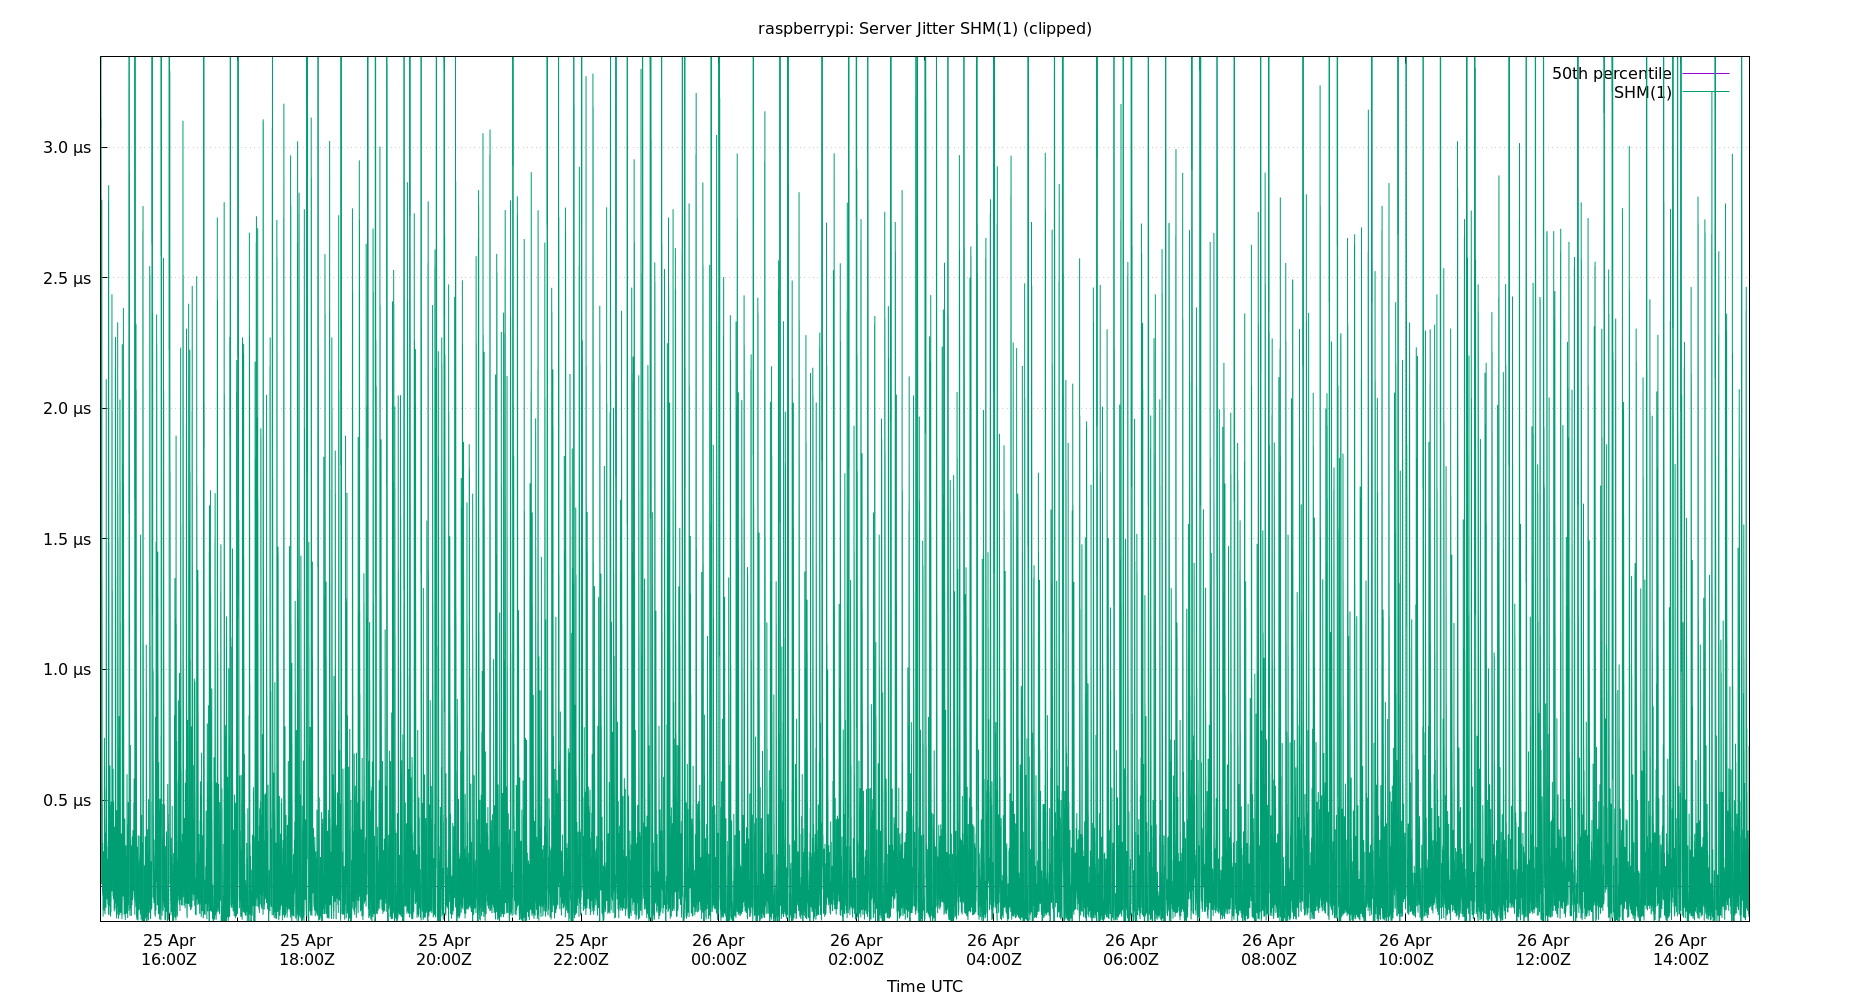 raspberrypi: Server Jitter SHM(1) (clipped)
50th percentile
SHM(1)
3.0 µs
2.5 µs
2.0 µs
1.5 µs
1.0 µs
0.5 µs
25 Apr 25 Apr 25 Apr 25 Apr 26 Apr 26 Apr 26 Apr 26 Apr 26 Apr 26 Apr 26 Apr 26 Apr
16:00Z 18:00Z 20:00Z 22:00Z 00:00Z 02:00Z 04:00Z 06:00Z 08:00Z 10:00Z 12:00Z 14:00Z
Time UTC